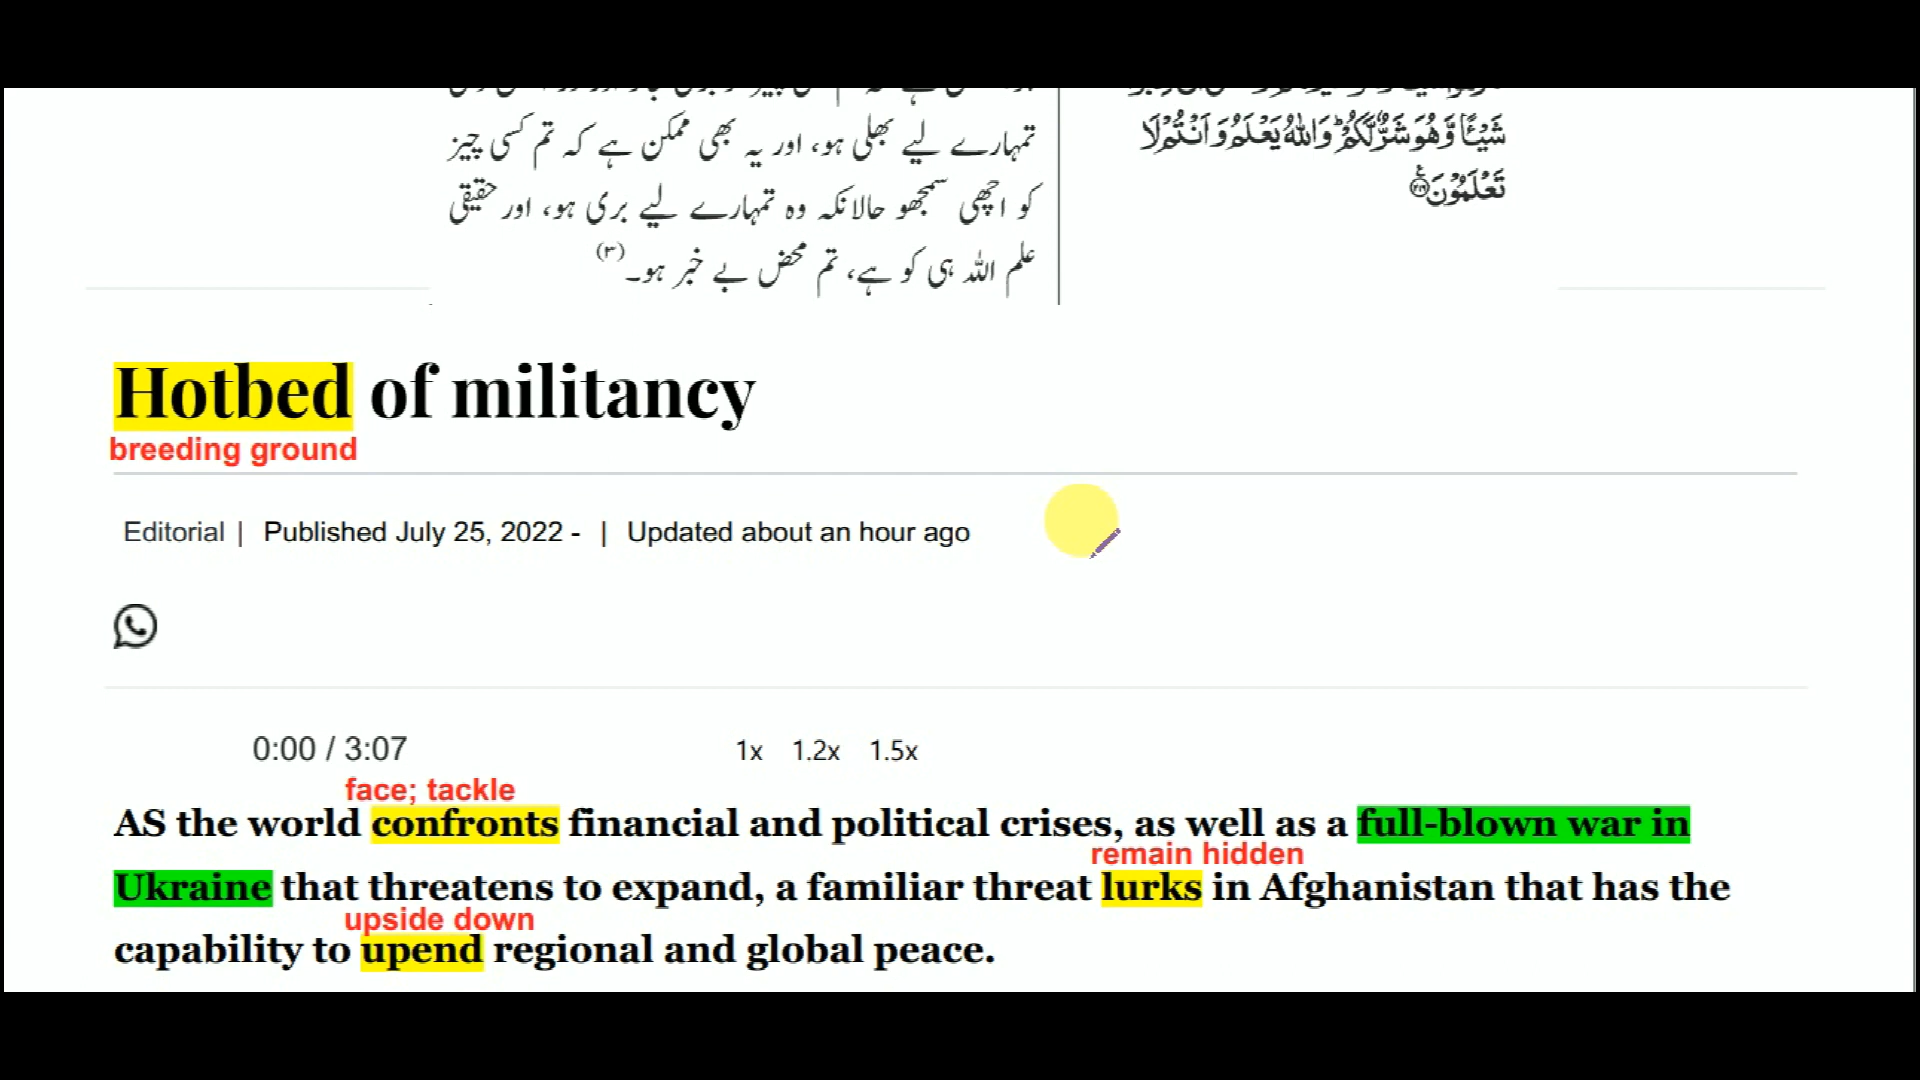 تمہارے لیے بھلی ہو، اور یہ بھی ممکن ہے کہ تم کسی چیز
کو اچھی سمجھو حالانکہ وہ تمہارے لیے بری ہو، اور حقیقی
علم اللہ ہی کو ہے، تم محض بے خبر ہو۔(۳)
شَيْـًٔا وَّهُوَ شَرٌّ لَّكُمْ ۗ وَاللّٰهُ يَعْلَمُ وَاَنْتُمْ لَا
تَعْلَمُوْنَ ۝۲۱۶
Hotbed of militancy
breeding ground
Editorial | Published July 25, 2022 - | Updated about an hour ago
0:00 / 3:07 1x 1.2x 1.5x
face; tackle
AS the world confronts financial and political crises, as well as a full-blown war in
remain hidden
Ukraine that threatens to expand, a familiar threat lurks in Afghanistan that has the
upside down
capability to upend regional and global peace.